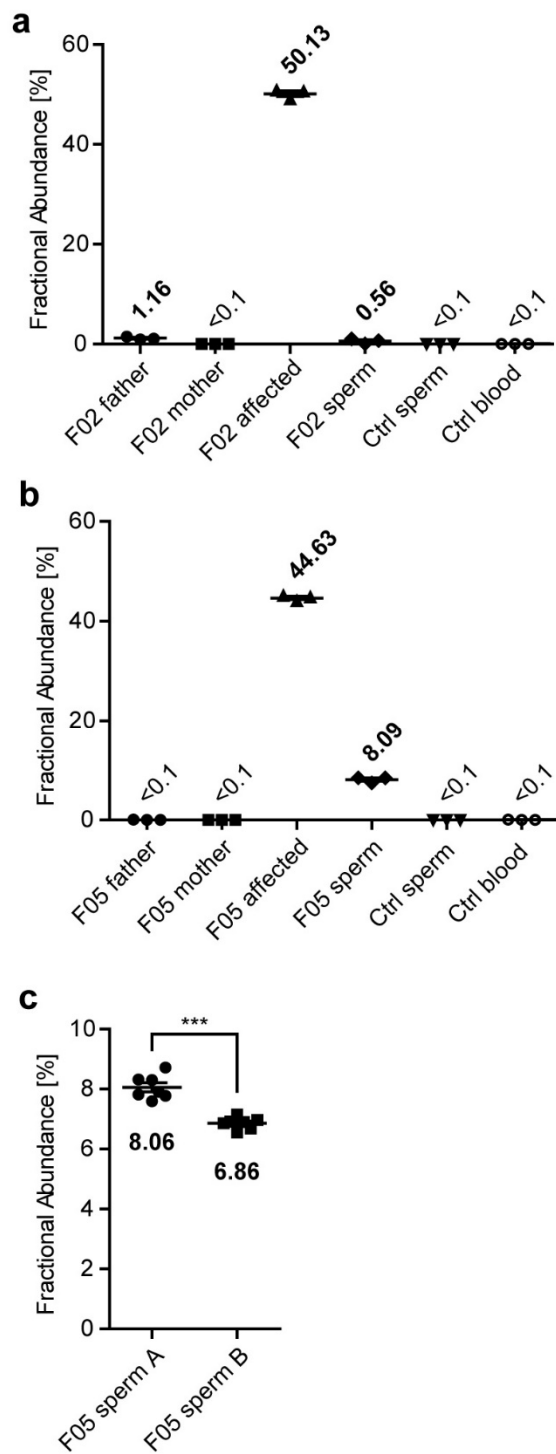 a
Fractional Abundance [%]
60
40
20
0
1.16
<0.1
50.13
0.56
<0.1
<0.1
F02 father
F02 mother
F02 affected
F02 sperm
Ctrl sperm
Ctrl blood
b
Fractional Abundance [%]
60
40
20
0
<0.1
<0.1
44.63
8.09
<0.1
<0.1
F05 father
F05 mother
F05 affected
F05 sperm
Ctrl sperm
Ctrl blood
c
Fractional Abundance [%]
10
8
6
4
2
0
***
8.06
6.86
F05 sperm A
F05 sperm B